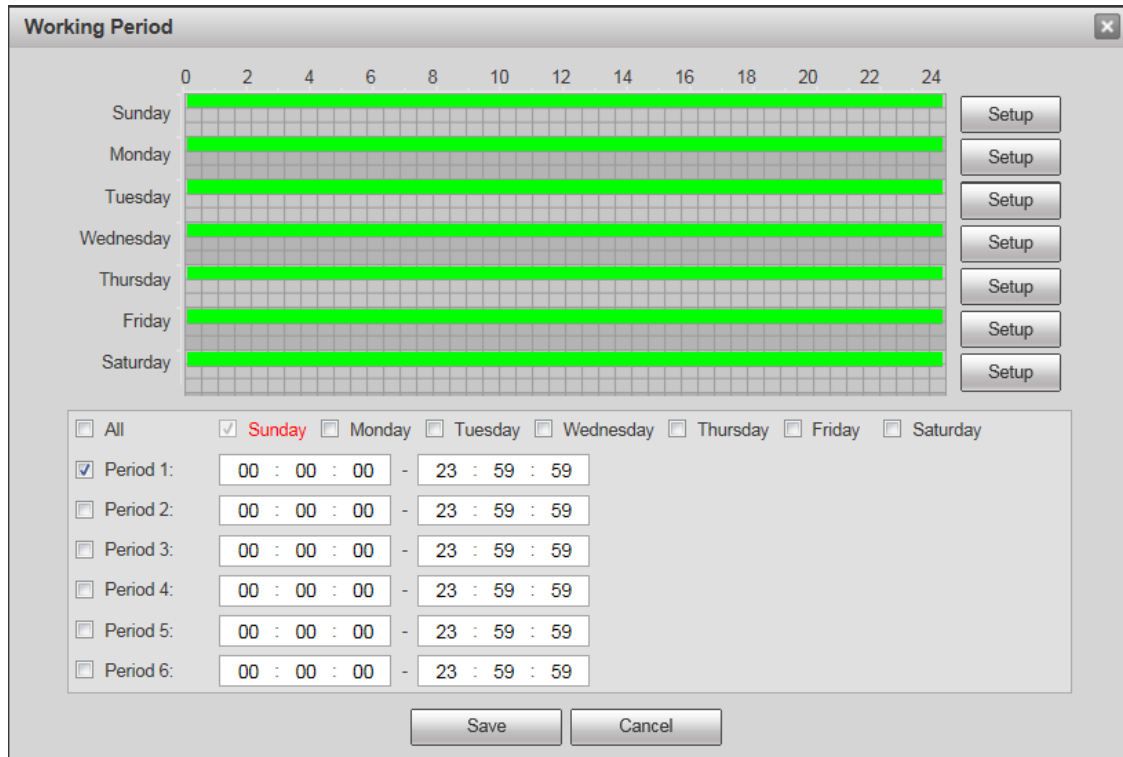 Working Period
0 2 4 6 8 10 12 14 16 18 20 22 24
Sunday Setup
Monday Setup
Tuesday Setup
Wednesday Setup
Thursday Setup
Friday Setup
Saturday Setup
All Sunday Monday Tuesday Wednesday Thursday Friday Saturday
Period 1: 00 : 00 : 00 - 23 : 59 : 59
Period 2: 00 : 00 : 00 - 23 : 59 : 59
Period 3: 00 : 00 : 00 - 23 : 59 : 59
Period 4: 00 : 00 : 00 - 23 : 59 : 59
Period 5: 00 : 00 : 00 - 23 : 59 : 59
Period 6: 00 : 00 : 00 - 23 : 59 : 59
Save Cancel